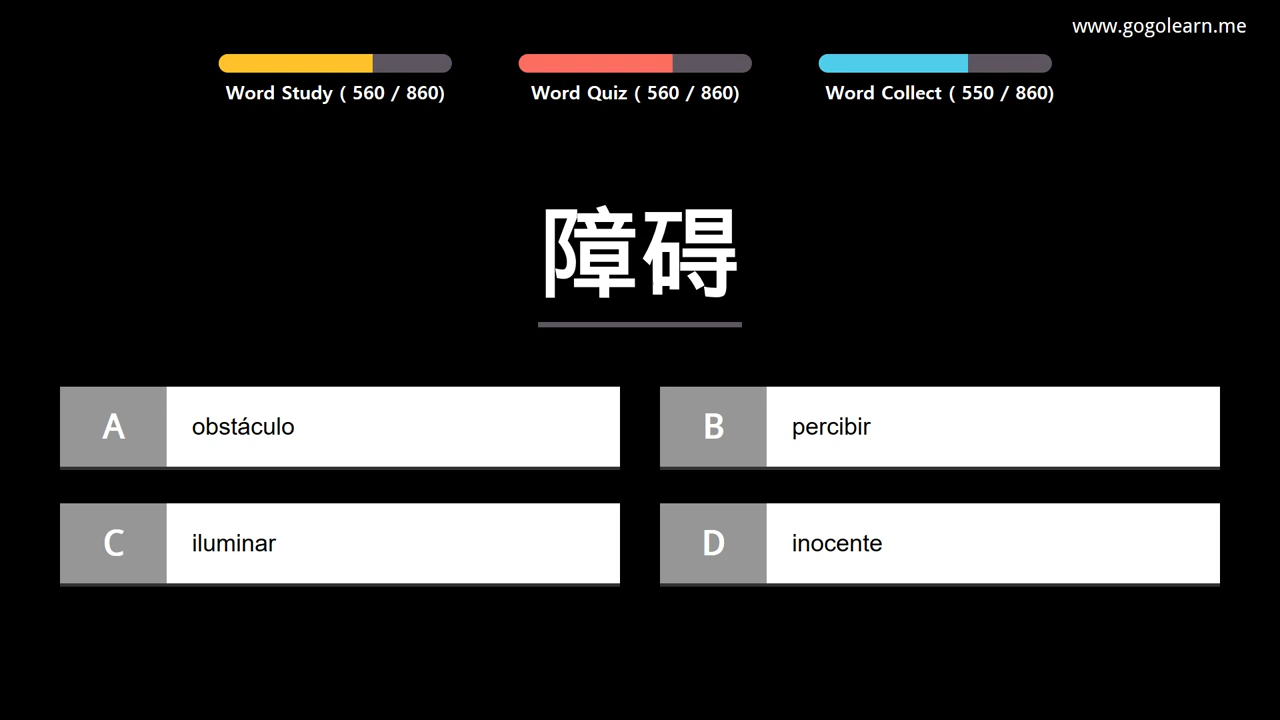 www.gogolearn.me
Word Study ( 560 / 860)
Word Quiz ( 560 / 860)
Word Collect ( 550 / 860)
障碍
A obstáculo
B percibir
C iluminar
D inocente